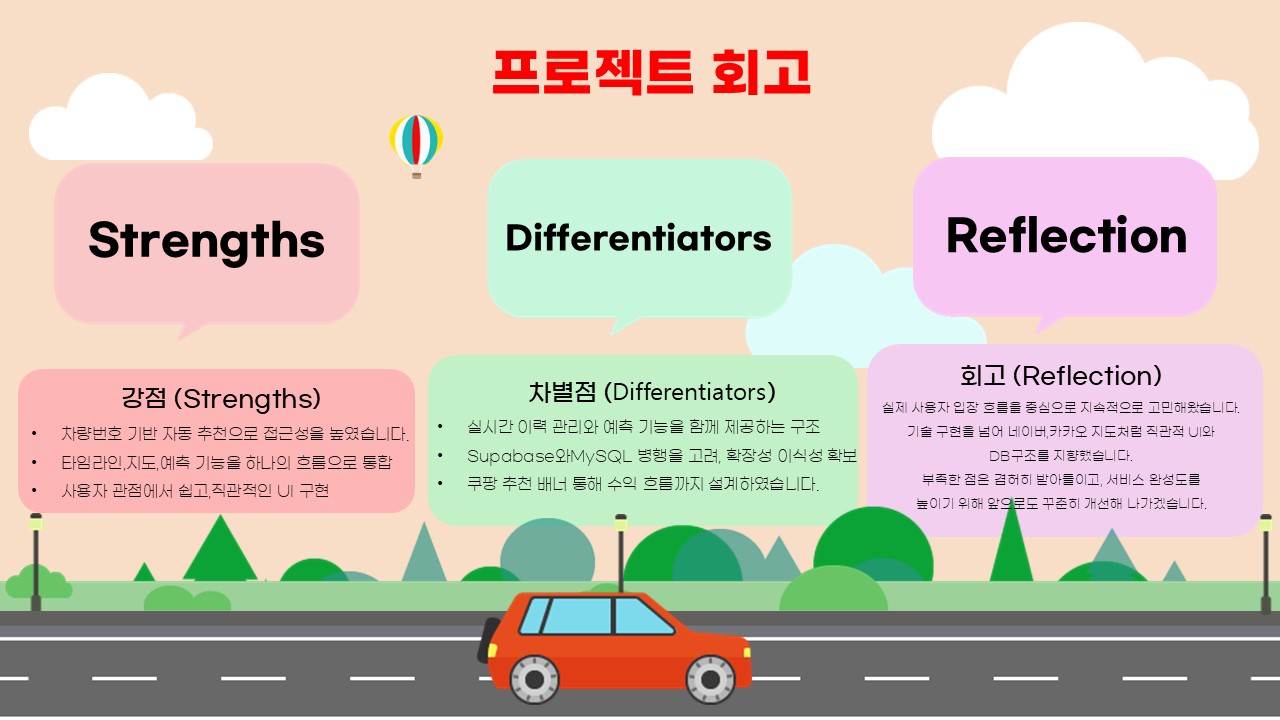 프로젝트 회고
Strengths
Differentiators
Reflection
강점 (Strengths)
• 차량번호 기반 자동 추천으로 접근성을 높였습니다.
• 타임라인,지도,예측 기능을 하나의 흐름으로 통합
• 사용자 관점에서 쉽고,직관적인 UI 구현
차별점 (Differentiators)
• 실시간 이력 관리와 예측 기능을 함께 제공하는 구조
• Supabase와MySQL 병행을 고려, 확장성 이식성 확보
• 쿠팡 추천 배너 통해 수익 흐름까지 설계하였습니다.
회고 (Reflection)
실제 사용자 입장 흐름을 중심으로 지속적으로 고민해왔습니다.
기술 구현을 넘어 네이버,카카오 지도처럼 직관적 UI와
DB구조를 지향했습니다.
부족한 점은 겸허히 받아들이고, 서비스 완성도를
높이기 위해 앞으로도 꾸준히 개선해 나가겠습니다.